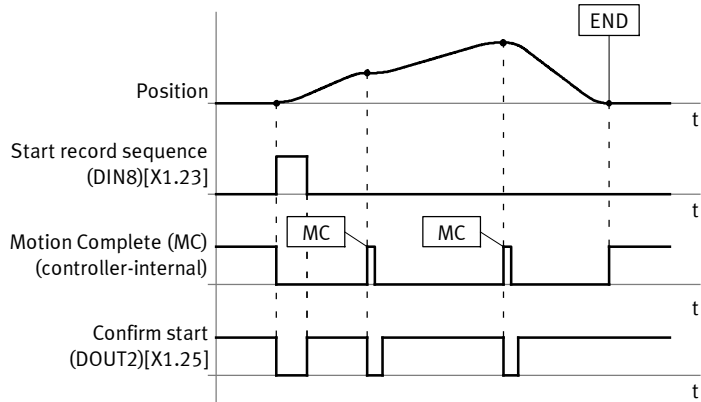 END
Position
t
Start record sequence
(DIN8)[X1.23]
t
MC
MC
Motion Complete (MC)
(controller-internal)
t
Confirm start
(DOUT2)[X1.25]
t